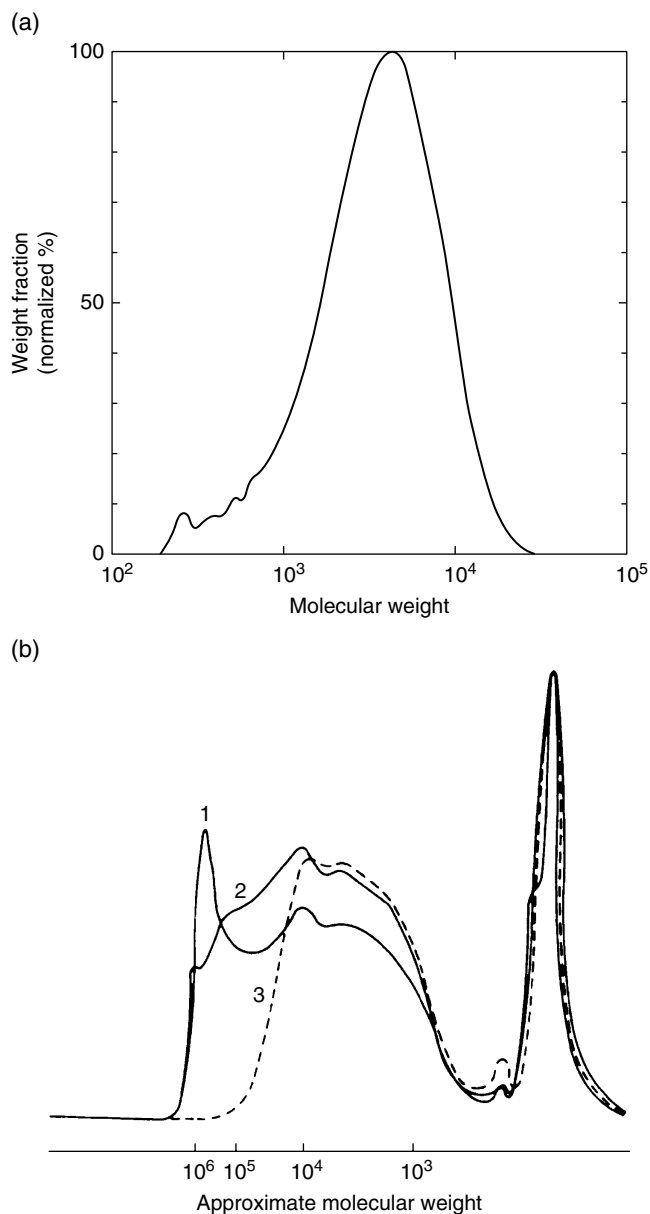 (a)
100
50
0
Weight fraction
(normalized %)
10²
10³
10⁴
10⁵
Molecular weight
(b)
1
2
3
10⁶
10⁵
10⁴
10³
Approximate molecular weight